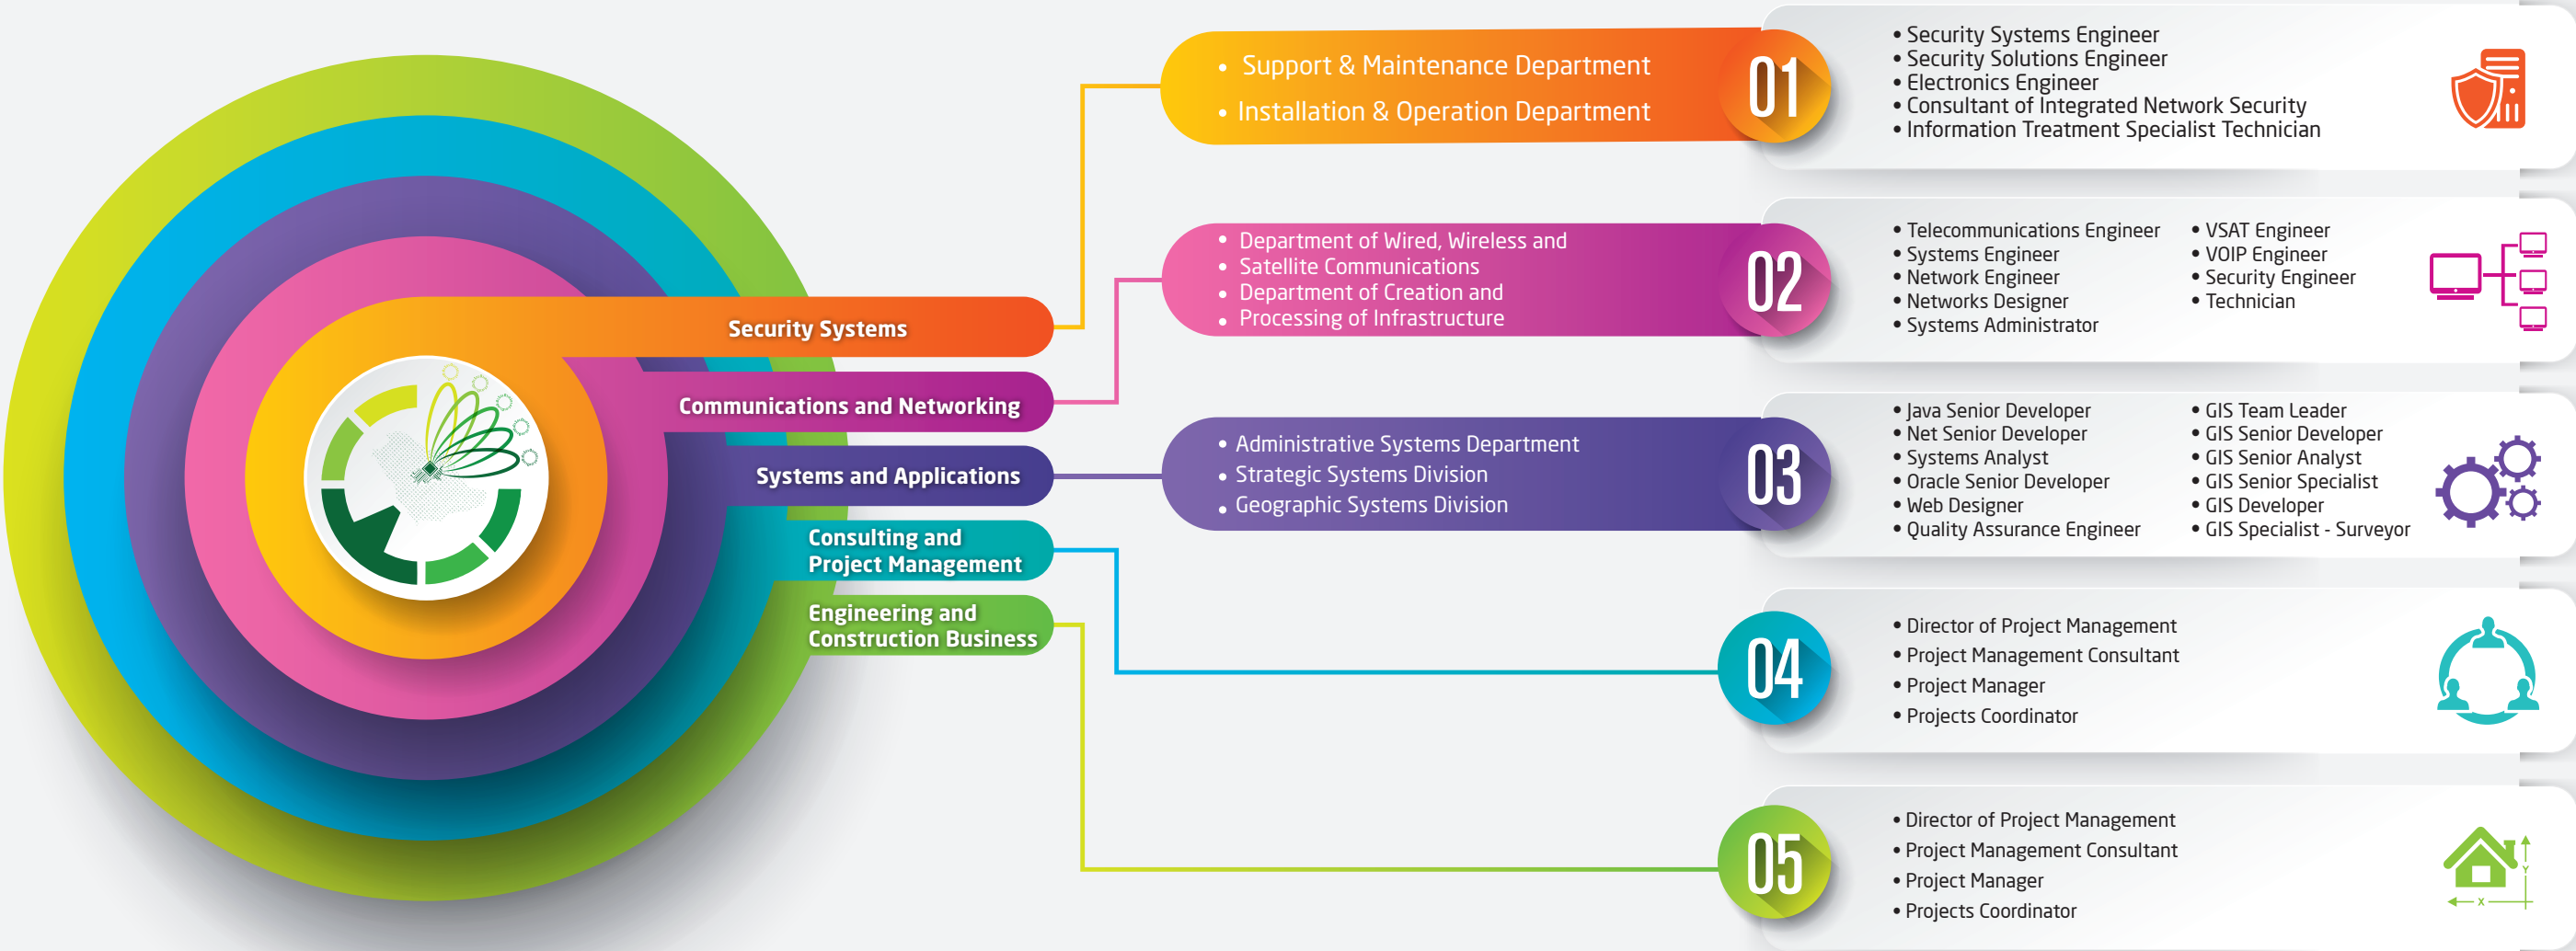 Security Systems
Communications and Networking
Systems and Applications
Consulting and
Project Management
Engineering and
Construction Business
• Support & Maintenance Department
• Installation & Operation Department
01
• Security Systems Engineer
• Security Solutions Engineer
• Electronics Engineer
• Consultant of Integrated Network Security
• Information Treatment Specialist Technician
• Department of Wired, Wireless and
• Satellite Communications
• Department of Creation and
• Processing of Infrastructure
02
• Telecommunications Engineer
• Systems Engineer
• Network Engineer
• Networks Designer
• Systems Administrator
• VSAT Engineer
• VOIP Engineer
• Security Engineer
• Technician
• Administrative Systems Department
• Strategic Systems Division
• Geographic Systems Division
03
• Java Senior Developer
• Net Senior Developer
• Systems Analyst
• Oracle Senior Developer
• Web Designer
• Quality Assurance Engineer
• GIS Team Leader
• GIS Senior Developer
• GIS Senior Analyst
• GIS Senior Specialist
• GIS Developer
• GIS Specialist - Surveyor
04
• Director of Project Management
• Project Management Consultant
• Project Manager
• Projects Coordinator
05
• Director of Project Management
• Project Management Consultant
• Project Manager
• Projects Coordinator
Y
X